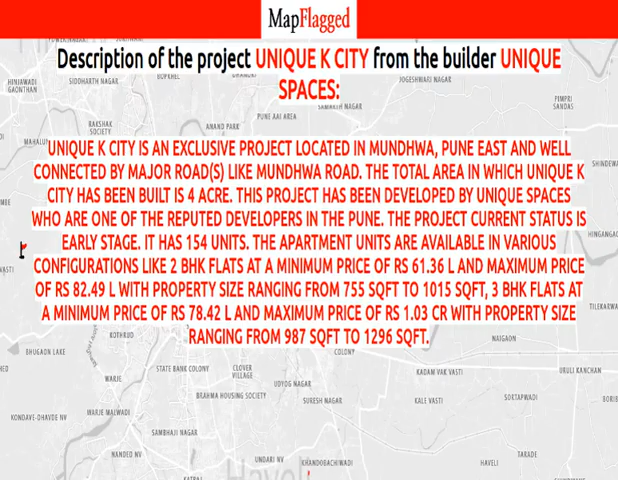 MapFlagged
Description of the project UNIQUE K CITY from the builder UNIQUE
SPACES:
HINJAWADI
GAONTHAN
SIDDHARTH NAGAR
JOGESHWARI NAGAR
PIMPRI
SANDAS
PUNE AAI AREA
RAKSHAK
SOCIETY
ANAND PARK
UNIQUE K CITY IS AN EXCLUSIVE PROJECT LOCATED IN MUNDHWA, PUNE EAST AND WELL
CONNECTED BY MAJOR ROAD(S) LIKE MUNDHWA ROAD. THE TOTAL AREA IN WHICH UNIQUE K
CITY HAS BEEN BUILT IS 4 ACRE. THIS PROJECT HAS BEEN DEVELOPED BY UNIQUE SPACES
WHO ARE ONE OF THE REPUTED DEVELOPERS IN THE PUNE. THE PROJECT CURRENT STATUS IS
EARLY STAGE. IT HAS 154 UNITS. THE APARTMENT UNITS ARE AVAILABLE IN VARIOUS
CONFIGURATIONS LIKE 2 BHK FLATS AT A MINIMUM PRICE OF RS 61.36 L AND MAXIMUM PRICE
OF RS 82.49 L WITH PROPERTY SIZE RANGING FROM 755 SQFT TO 1015 SQFT, 3 BHK FLATS AT
A MINIMUM PRICE OF RS 78.42 L AND MAXIMUM PRICE OF RS 1.03 CR WITH PROPERTY SIZE
RANGING FROM 987 SQFT TO 1296 SQFT.
KOTHRUD
NAIGAON
BHUGAON LAKE
COLONY
STATE BANK COLONY
CLOVER
VILLAGE
KADAM VAK VASTI
URULI KANCHAN
WARJE
UDYOG NAGAR
BRAHMA HOUSING SOCIETY
SURESH NAGAR
KALE VASTI
SORTAPWADI
KONDAVE-DHAVDE NV
WARJE MALWADI
SAMBHAJI NAGAR
NANDED NV
UNDARI NV
KHANDOBACHIWADI
HAVELI
TARADE
Haveli